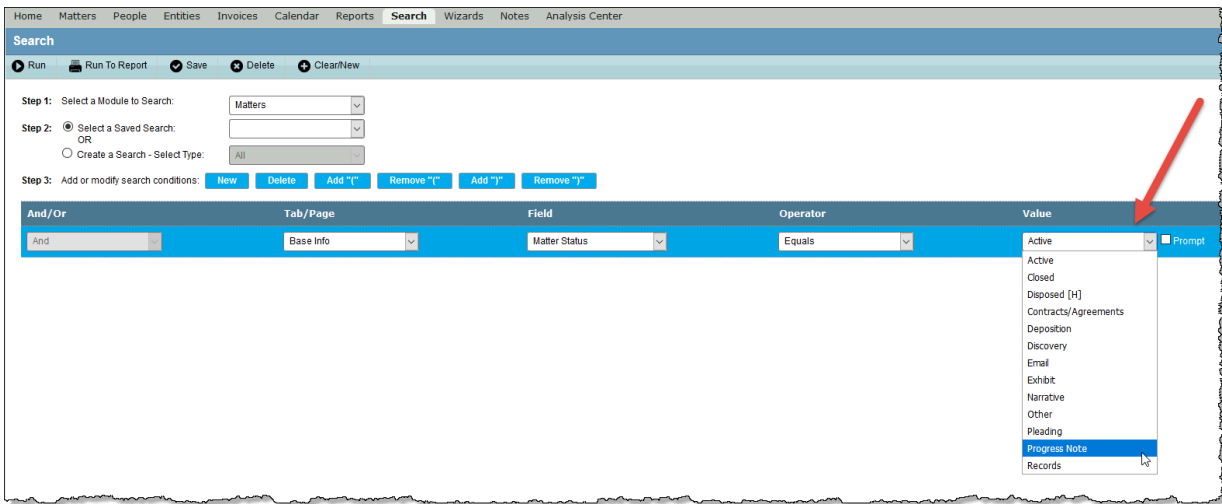 Home Matters People Entities Invoices Calendar Reports Search Wizards Notes Analysis Center
Search
Run Run To Report Save Delete Clear/New
Step 1: Select a Module to Search: Matters
Step 2: Select a Saved Search:
OR
Create a Search - Select Type: All
Step 3: Add or modify search conditions: New Delete Add "(" Remove "(" Add ")" Remove ")"
And/Or Tab/Page Field Operator Value
And Base Info Matter Status Equals Active Prompt
Active
Closed
Disposed [H]
Contracts/Agreements
Deposition
Discovery
Email
Exhibit
Narrative
Other
Pleading
Progress Note
Records